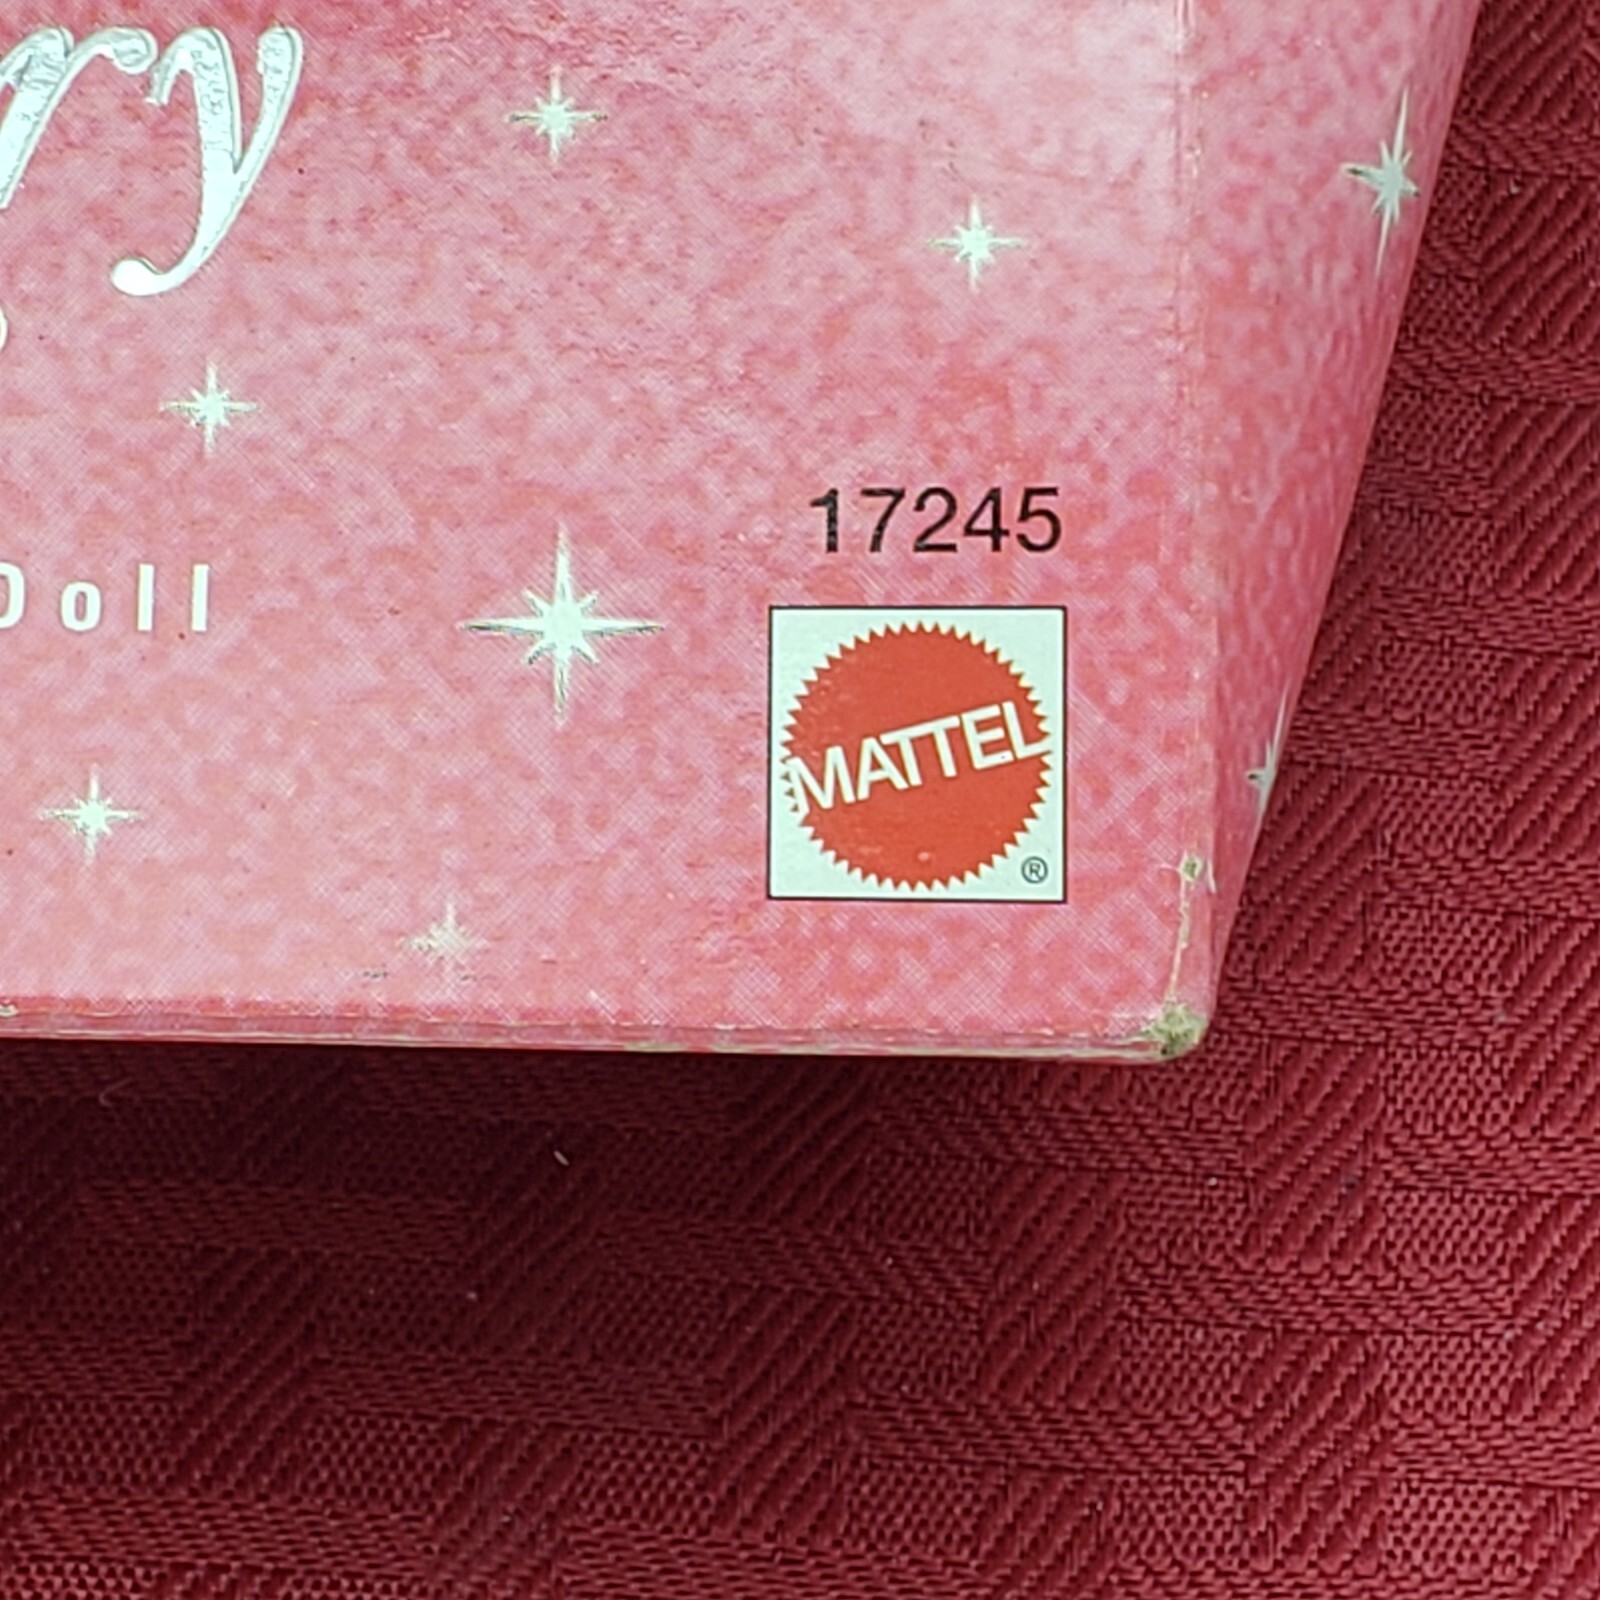 ry
17245
Doll
MATTEL
®